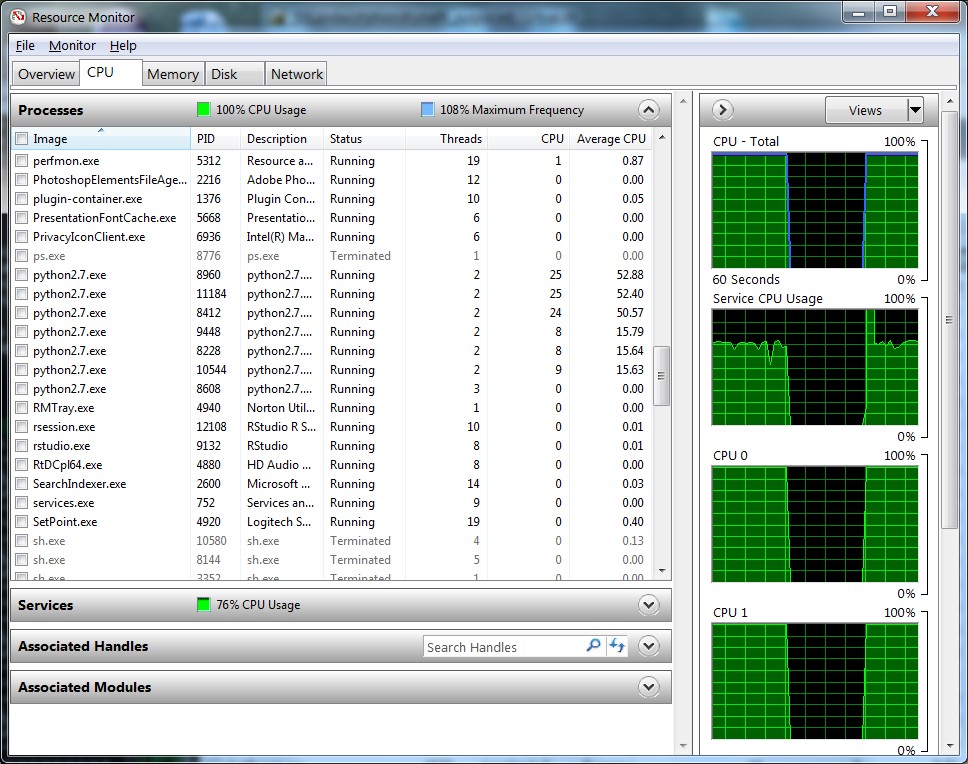 Resource Monitor
File Monitor Help
Overview CPU Memory Disk Network
Processes 100% CPU Usage 108% Maximum Frequency
Image PID Description Status Threads CPU Average CPU
perfmon.exe 5312 Resource a... Running 19 1 0.87
PhotoshopElementsFileAge... 2216 Adobe Pho... Running 12 0 0.00
plugin-container.exe 1376 Plugin Con... Running 10 0 0.05
PresentationFontCache.exe 5668 Presentatio... Running 6 0 0.00
PrivacyIconClient.exe 6936 Intel(R) Ma... Running 6 0 0.00
ps.exe 8776 ps.exe Terminated 1 0 0.00
python2.7.exe 8960 python2.7.... Running 2 25 52.88
python2.7.exe 11184 python2.7.... Running 2 25 52.40
python2.7.exe 8412 python2.7.... Running 2 24 50.57
python2.7.exe 9448 python2.7.... Running 2 8 15.79
python2.7.exe 8228 python2.7.... Running 2 8 15.64
python2.7.exe 10544 python2.7.... Running 2 9 15.63
python2.7.exe 8608 python2.7.... Running 3 0 0.00
RMTray.exe 4940 Norton Util... Running 1 0 0.00
rsession.exe 12108 RStudio R S... Running 10 0 0.01
rstudio.exe 9132 RStudio Running 8 0 0.01
RtDCpl64.exe 4880 HD Audio ... Running 8 0 0.00
SearchIndexer.exe 2600 Microsoft ... Running 14 0 0.03
services.exe 752 Services an... Running 9 0 0.00
SetPoint.exe 4920 Logitech S... Running 19 0 0.40
sh.exe 10580 sh.exe Terminated 4 0 0.13
sh.exe 8144 sh.exe Terminated 5 0 0.00
sh.exe 3352 sh.exe Terminated 1 0 0.00
Services 76% CPU Usage
Associated Handles Search Handles
Associated Modules
Views
CPU - Total 100%
60 Seconds 0%
Service CPU Usage 100%
0%
CPU 0 100%
0%
CPU 1 100%
0%